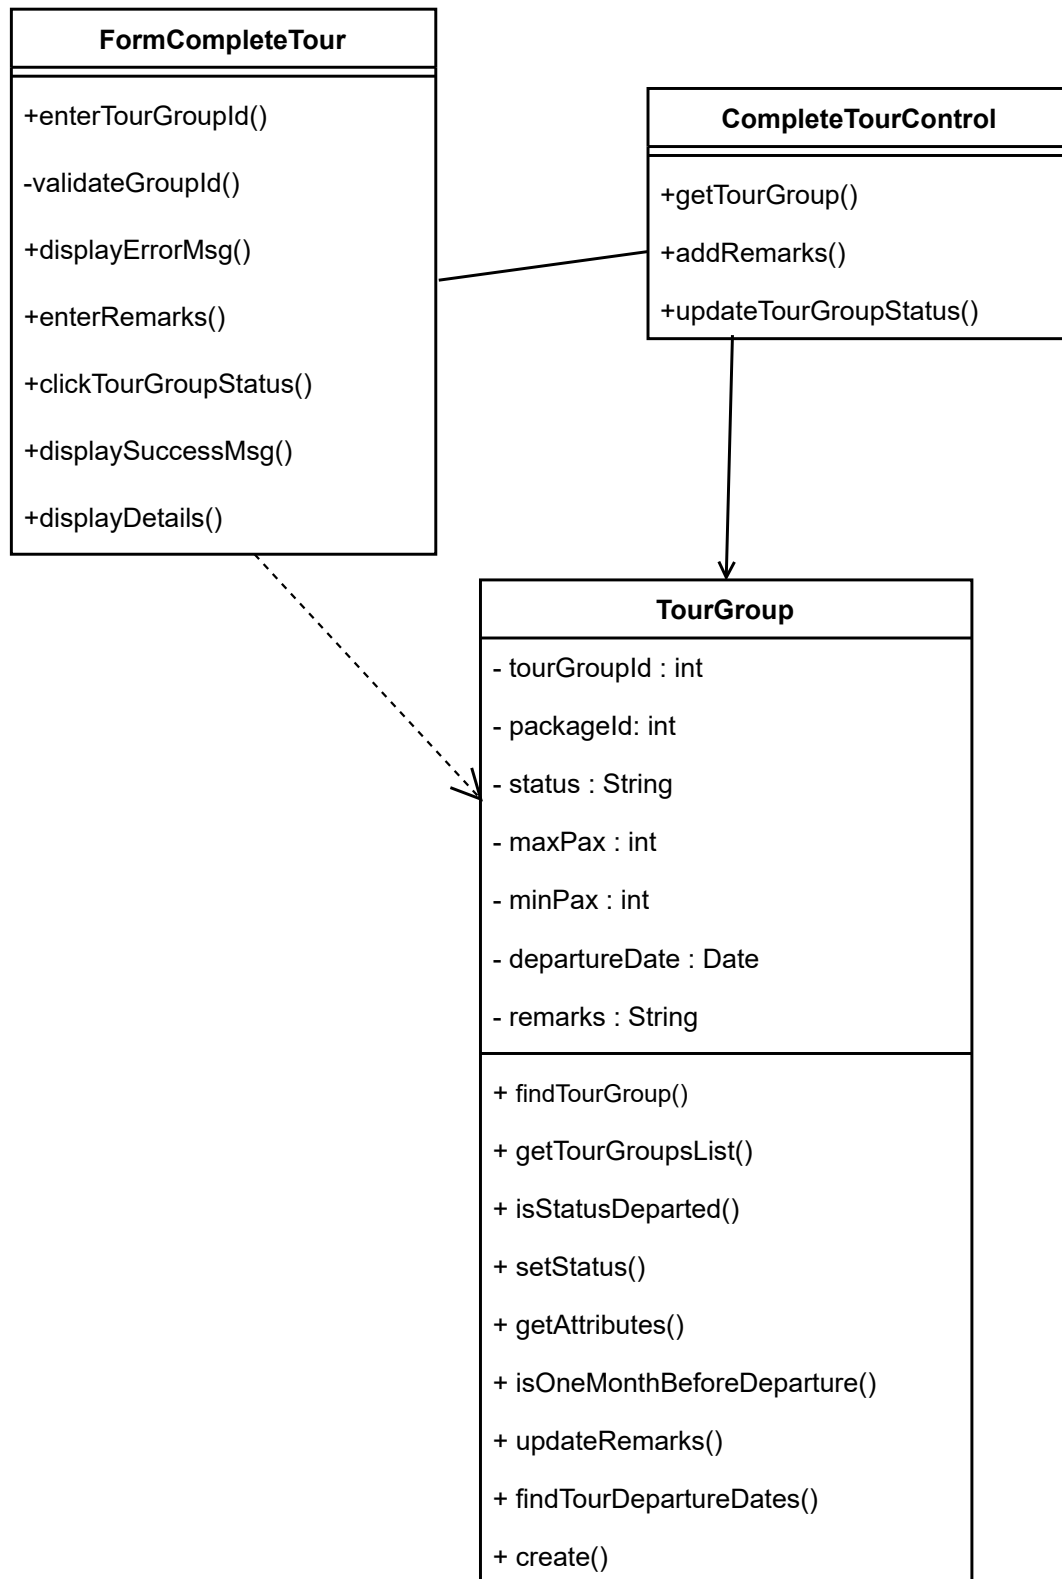 FormCompleteTour
+enterTourGroupId()
-validateGroupId()
+displayErrorMsg()
+enterRemarks()
+clickTourGroupStatus()
+displaySuccessMsg()
+displayDetails()
CompleteTourControl
+getTourGroup()
+addRemarks()
+updateTourGroupStatus()
TourGroup
- tourGroupId : int
- packageId: int
- status : String
- maxPax : int
- minPax : int
- departureDate : Date
- remarks : String
+ findTourGroup()
+ getTourGroupsList()
+ isStatusDeparted()
+ setStatus()
+ getAttributes()
+ isOneMonthBeforeDeparture()
+ updateRemarks()
+ findTourDepartureDates()
+ create()